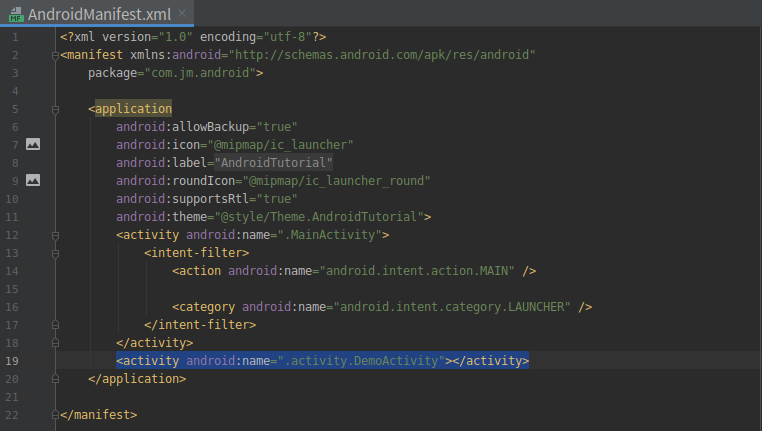 AndroidManifest.xml
1 <?xml version="1.0" encoding="utf-8"?>
2 <manifest xmlns:android="http://schemas.android.com/apk/res/android"
3     package="com.jm.android">
4
5     <application
6         android:allowBackup="true"
7         android:icon="@mipmap/ic_launcher"
8         android:label="AndroidTutorial"
9         android:roundIcon="@mipmap/ic_launcher_round"
10         android:supportsRtl="true"
11         android:theme="@style/Theme.AndroidTutorial">
12         <activity android:name=".MainActivity">
13             <intent-filter>
14                 <action android:name="android.intent.action.MAIN" />
15
16                 <category android:name="android.intent.category.LAUNCHER" />
17             </intent-filter>
18         </activity>
19         <activity android:name=".activity.DemoActivity"></activity>
20     </application>
21
22 </manifest>